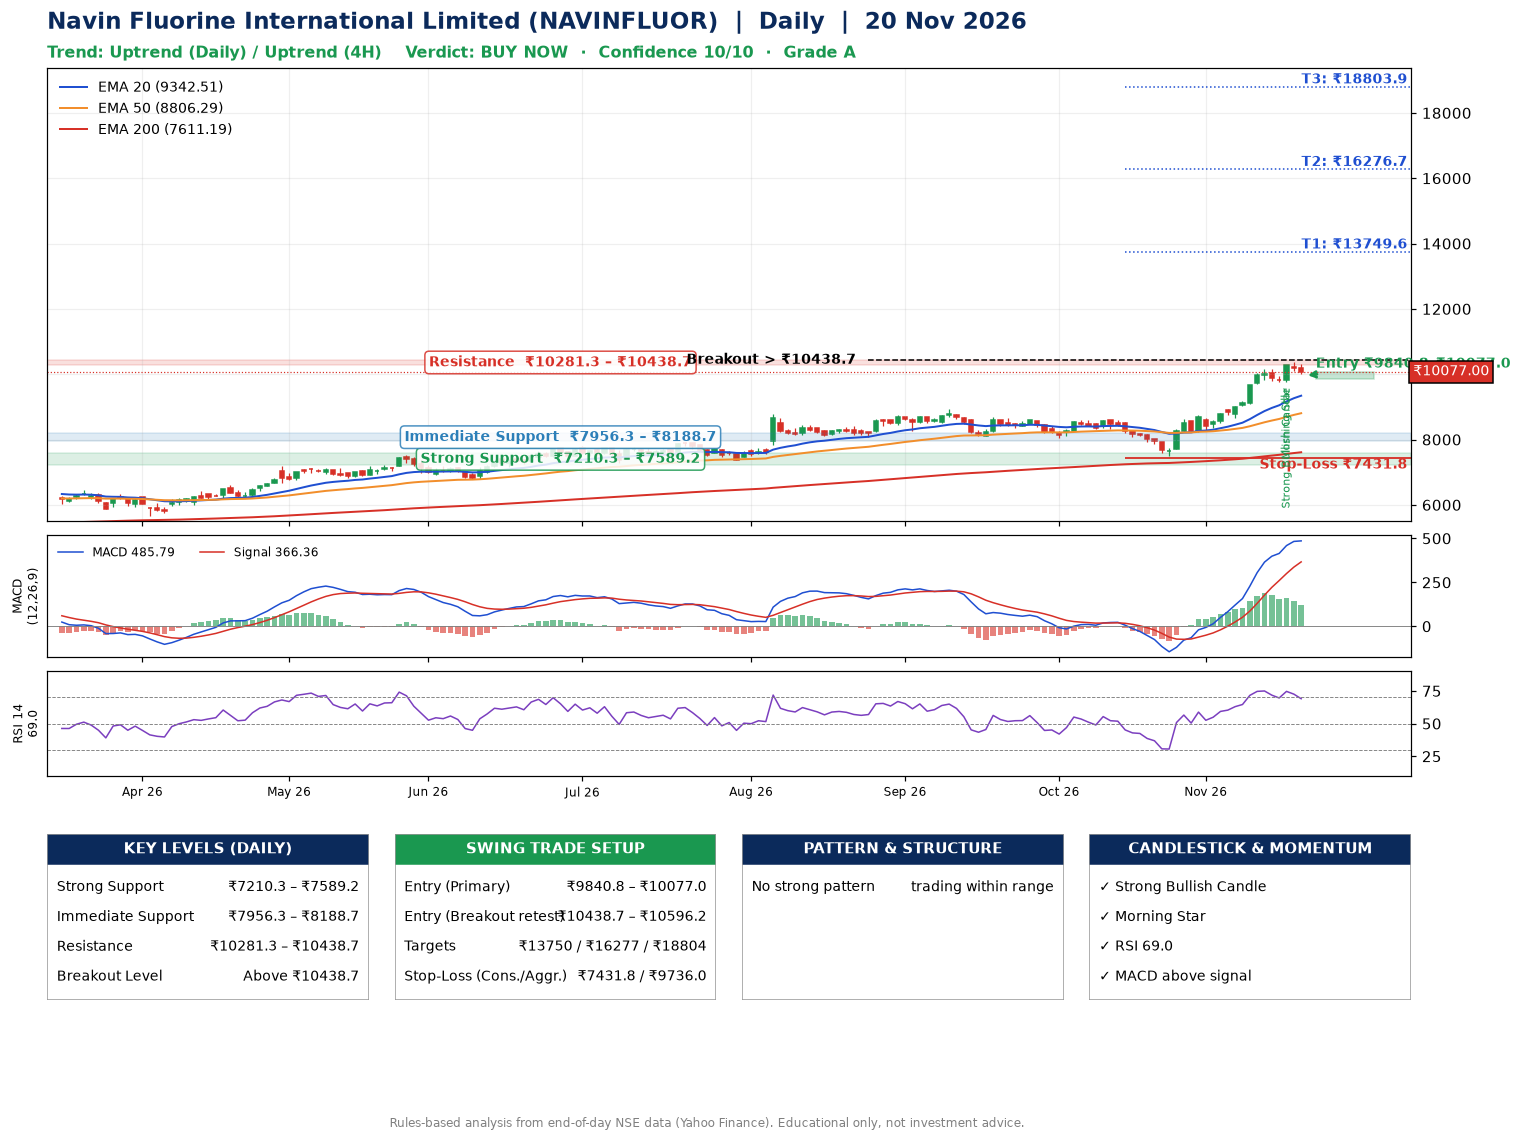 Navin Fluorine International Limited (NAVINFLUOR)  |  Daily  |  20 Nov 2026
Trend: Uptrend (Daily) / Uptrend (4H)    Verdict: BUY NOW  ·  Confidence 10/10  ·  Grade A
EMA 20 (9342.51)
EMA 50 (8806.29)
EMA 200 (7611.19)
T3: ₹18803.9
T2: ₹16276.7
T1: ₹13749.6
18000
16000
14000
12000
8000
6000
Resistance  ₹10281.3 – ₹10438.7
Breakout > ₹10438.7
Entry
₹10077.00
Immediate Support  ₹7956.3 – ₹8188.7
Strong Support  ₹7210.3 – ₹7589.2
Stop-Loss ₹7431.8
MACD 485.79
Signal 366.36
MACD
(12,26,9)
500
250
0
RSI 14
69.0
75
50
25
Apr 26
May 26
Jun 26
Jul 26
Aug 26
Sep 26
Oct 26
Nov 26
KEY LEVELS (DAILY)
Strong Support ₹7210.3 – ₹7589.2
Immediate Support ₹7956.3 – ₹8188.7
Resistance ₹10281.3 – ₹10438.7
Breakout Level Above ₹10438.7
SWING TRADE SETUP
Entry (Primary) ₹9840.8 – ₹10077.0
Entry (Breakout retest) ₹10438.7 – ₹10596.2
Targets ₹13750 / ₹16277 / ₹18804
Stop-Loss (Cons./Aggr.) ₹7431.8 / ₹9736.0
PATTERN & STRUCTURE
No strong pattern trading within range
CANDLESTICK & MOMENTUM
✓ Strong Bullish Candle
✓ Morning Star
✓ RSI 69.0
✓ MACD above signal
Rules-based analysis from end-of-day NSE data (Yahoo Finance). Educational only, not investment advice.